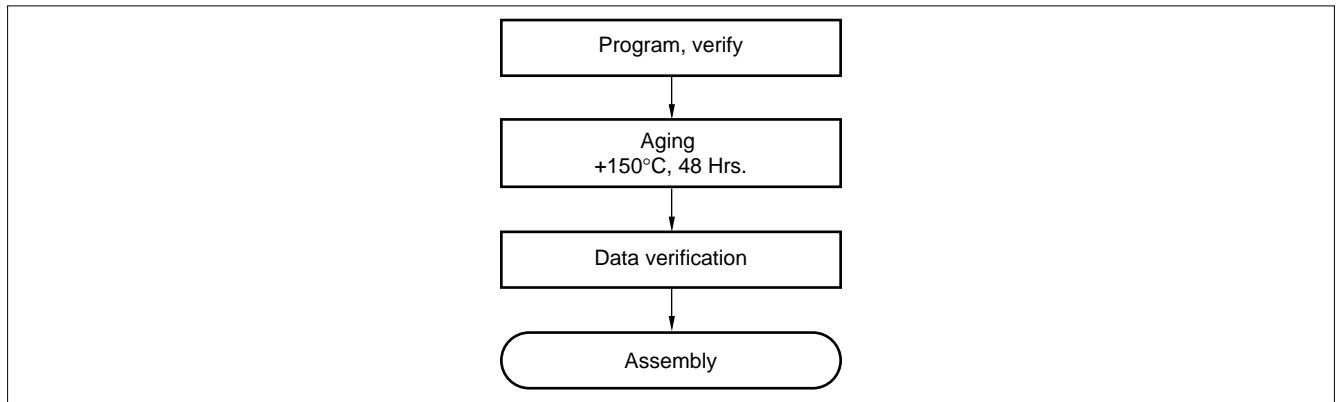 Program, verify
Aging
+150°C, 48 Hrs.
Data verification
Assembly